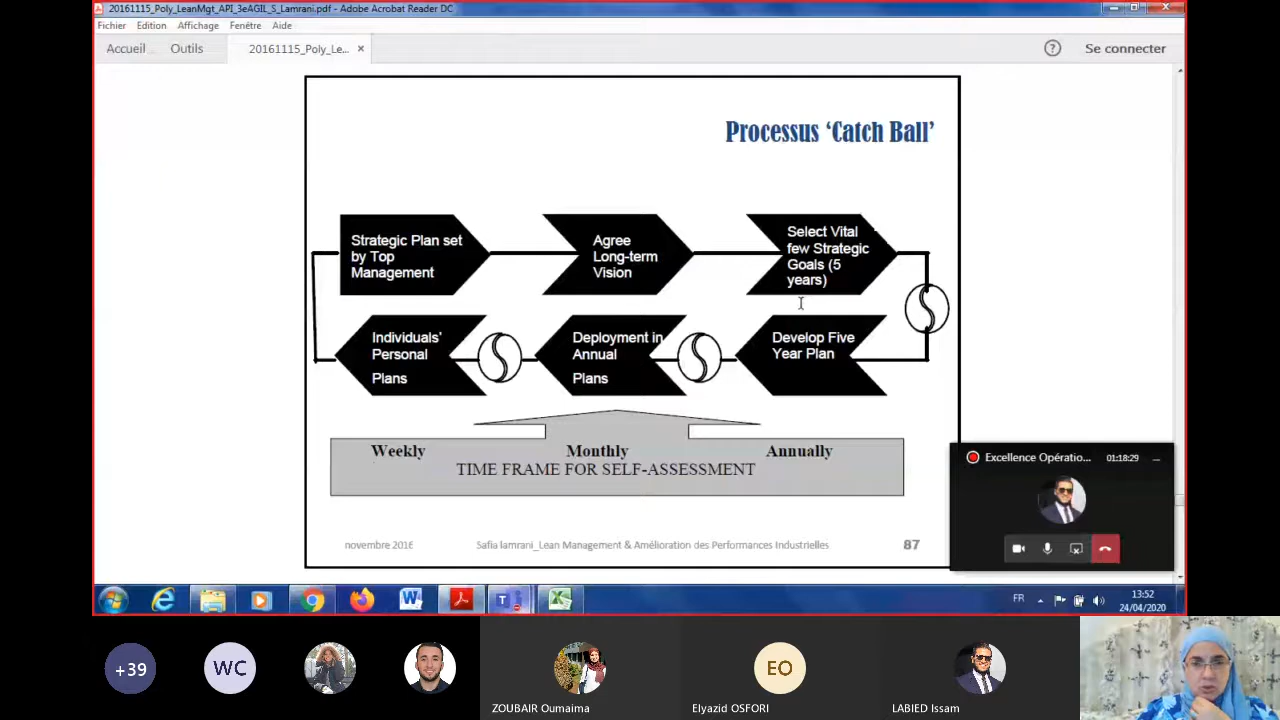 20161115_Poly_LeanMgt_API_3eAGIL_S_Lamrani.pdf - Adobe Acrobat Reader DC
Fichier Edition Affichage Fenêtre Aide
Accueil Outils 20161115_Poly_Le... × ? Se connecter
Processus ‘Catch Ball’
Strategic Plan set
by Top
Management
Agree
Long-term
Vision
Select Vital
few Strategic
Goals (5
years)
Individuals’
Personal
Plans
Deployment in
Annual
Plans
Develop Five
Year Plan
Weekly Monthly Annually
TIME FRAME FOR SELF-ASSESSMENT
novembre 2016 Safia lamrani_Lean Management & Amélioration des Performances Industrielles 87
Excellence Opératio... 01:18:29
FR 13:52
24/04/2020
+39 WC EO
ZOUBAIR Oumaima Elyazid OSFORI LABIED Issam